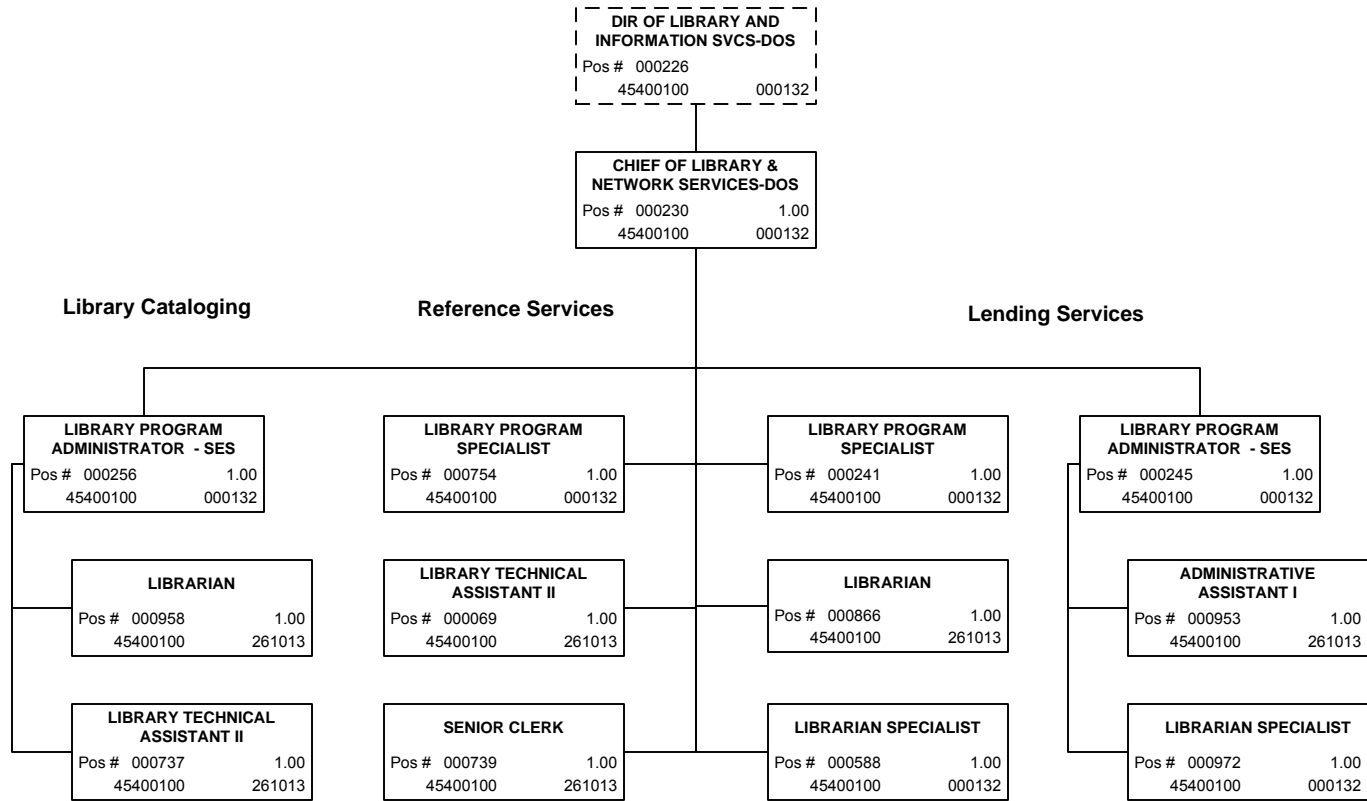 DIR OF LIBRARY AND
INFORMATION SVCS-DOS
Pos # 000226
45400100 000132
CHIEF OF LIBRARY &
NETWORK SERVICES-DOS
Pos # 000230 1.00
45400100 000132
Library Cataloging
Reference Services
Lending Services
LIBRARY PROGRAM
ADMINISTRATOR - SES
Pos # 000256 1.00
45400100 000132
LIBRARY PROGRAM
SPECIALIST
Pos # 000754 1.00
45400100 000132
LIBRARY PROGRAM
SPECIALIST
Pos # 000241 1.00
45400100 000132
LIBRARY PROGRAM
ADMINISTRATOR - SES
Pos # 000245 1.00
45400100 000132
LIBRARIAN
Pos # 000958 1.00
45400100 261013
LIBRARY TECHNICAL
ASSISTANT II
Pos # 000069 1.00
45400100 261013
LIBRARIAN
Pos # 000866 1.00
45400100 261013
ADMINISTRATIVE
ASSISTANT I
Pos # 000953 1.00
45400100 261013
LIBRARY TECHNICAL
ASSISTANT II
Pos # 000737 1.00
45400100 261013
SENIOR CLERK
Pos # 000739 1.00
45400100 261013
LIBRARIAN SPECIALIST
Pos # 000588 1.00
45400100 000132
LIBRARIAN SPECIALIST
Pos # 000972 1.00
45400100 000132